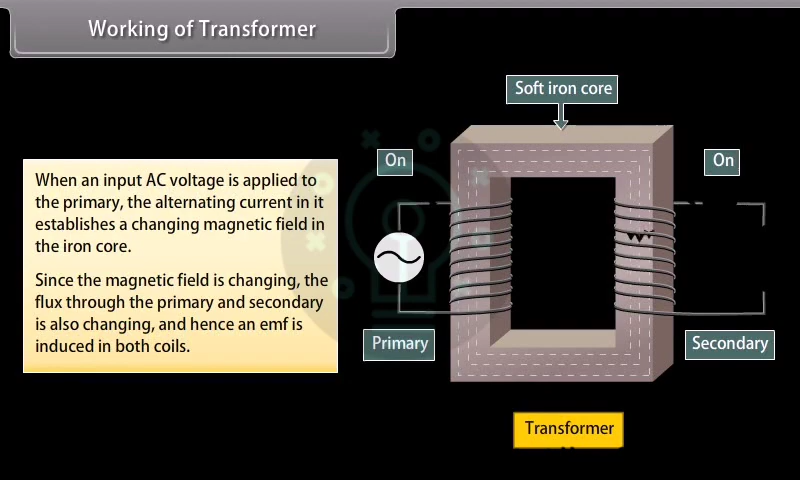 Working of Transformer
Soft iron core
On
On
When an input AC voltage is applied to
the primary, the alternating current in it
establishes a changing magnetic field in
the iron core.
Since the magnetic field is changing, the
flux through the primary and secondary
is also changing, and hence an emf is
induced in both coils.
Primary
Secondary
Transformer